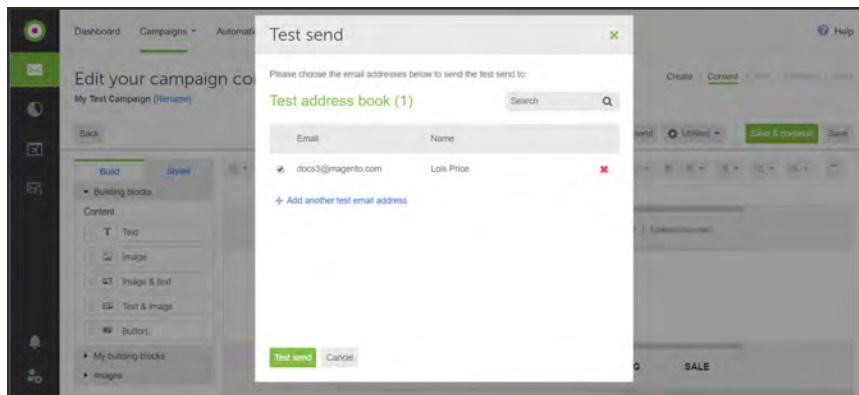 Dashboard Campaigns Automati
Help
Test send
Edit your campaign co
My Test Campaign (Rename)
Create Content
Please choose the email addresses below to send the test send to:
Test address book (1)
Search
Back
send Utilities Save & continue Save
Email Name
docs3@magento.com Lois Price
+ Add another test email address
Build Styles
Building blocks
Content
T Text
Image
Image & text
Text & image
Button
My building blocks
Images
Test send Cancel
G SALE